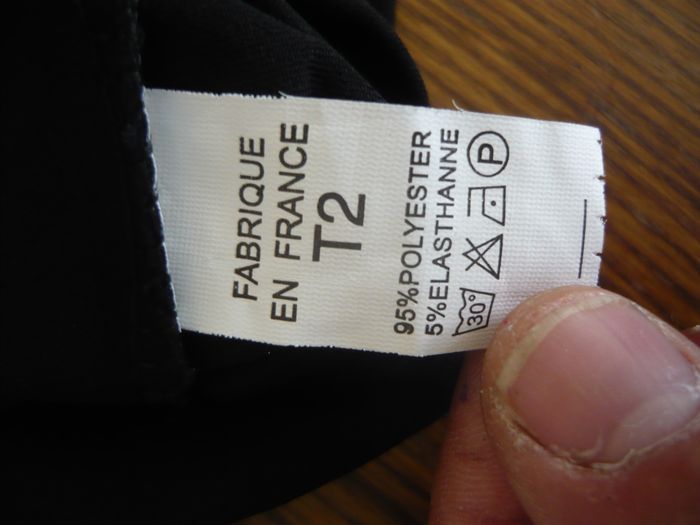 FABRIQUE
EN FRANCE
T2
95%POLYESTER
5%ELASTHANNE
30° P